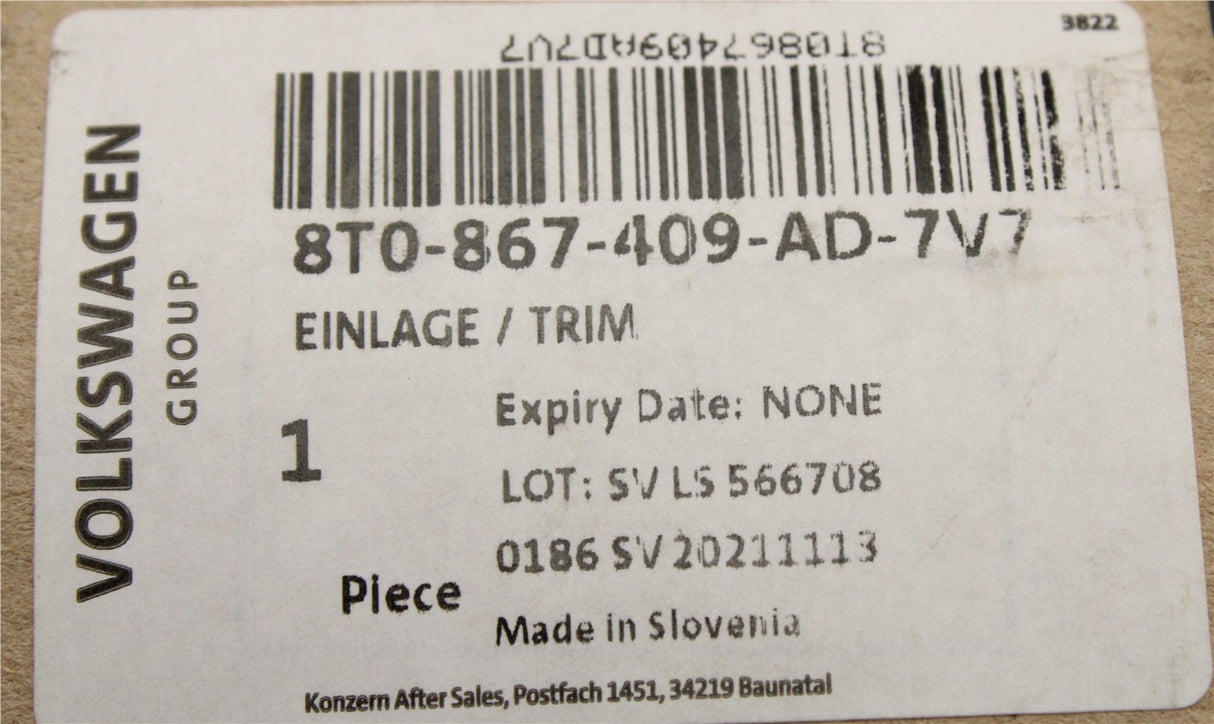 3822
8T0867409AD7V7
8T0-867-409-AD-7V7
EINLAGE / TRIM
VOLKSWAGEN
GROUP
1
Piece
Expiry Date: NONE
LOT: SV LS 566708
0186 SV 20211113
Made in Slovenia
Konzern After Sales, Postfach 1451, 34219 Baunatal